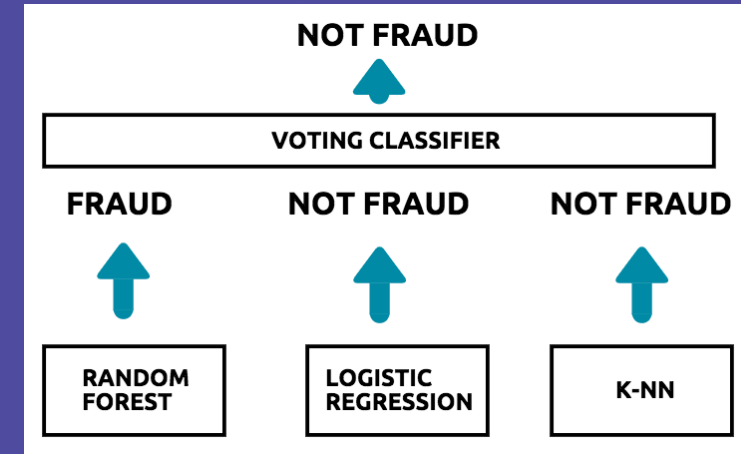 NOT FRAUD
VOTING CLASSIFIER
FRAUD
NOT FRAUD
NOT FRAUD
RANDOM
FOREST
LOGISTIC
REGRESSION
K-NN